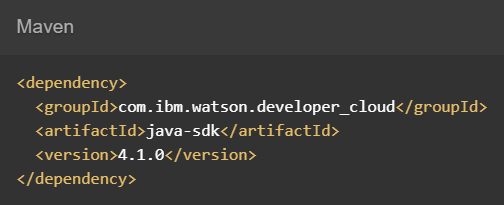 Maven
<dependency>
  <groupId>com.ibm.watson.developer_cloud</groupId>
  <artifactId>java-sdk</artifactId>
  <version>4.1.0</version>
</dependency>